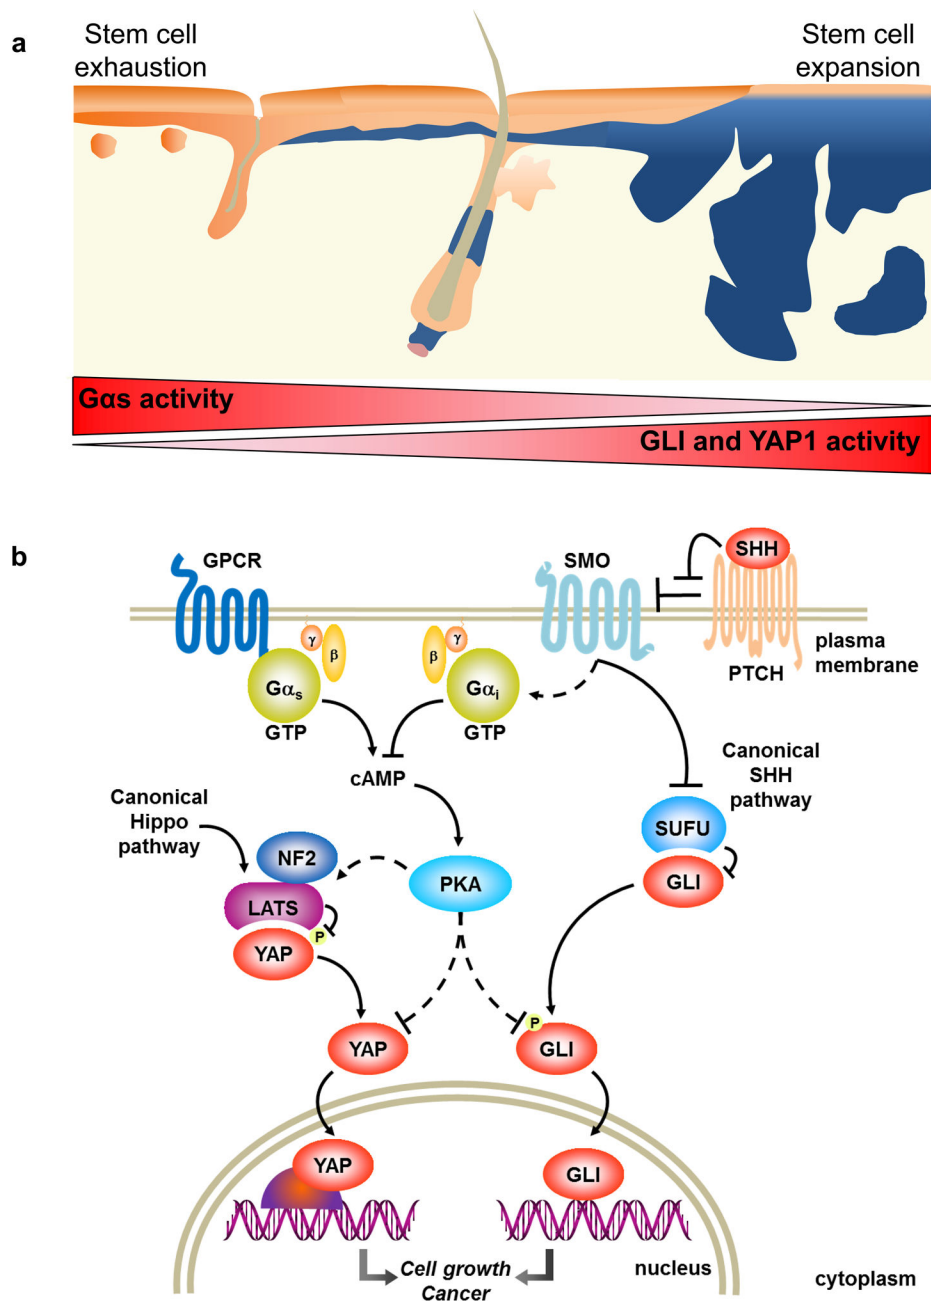 a
Stem cell
exhaustion
Stem cell
expansion
Gαs activity
GLI and YAP1 activity
b
GPCR
SMO
SHH
γ
β
β
γ
plasma
membrane
PTCH
Gαs
Gαi
GTP
GTP
cAMP
Canonical
SHH
pathway
Canonical
Hippo
pathway
SUFU
NF2
PKA
GLI
LATS
P
YAP
P
YAP
GLI
YAP
GLI
Cell growth
Cancer
nucleus
cytoplasm